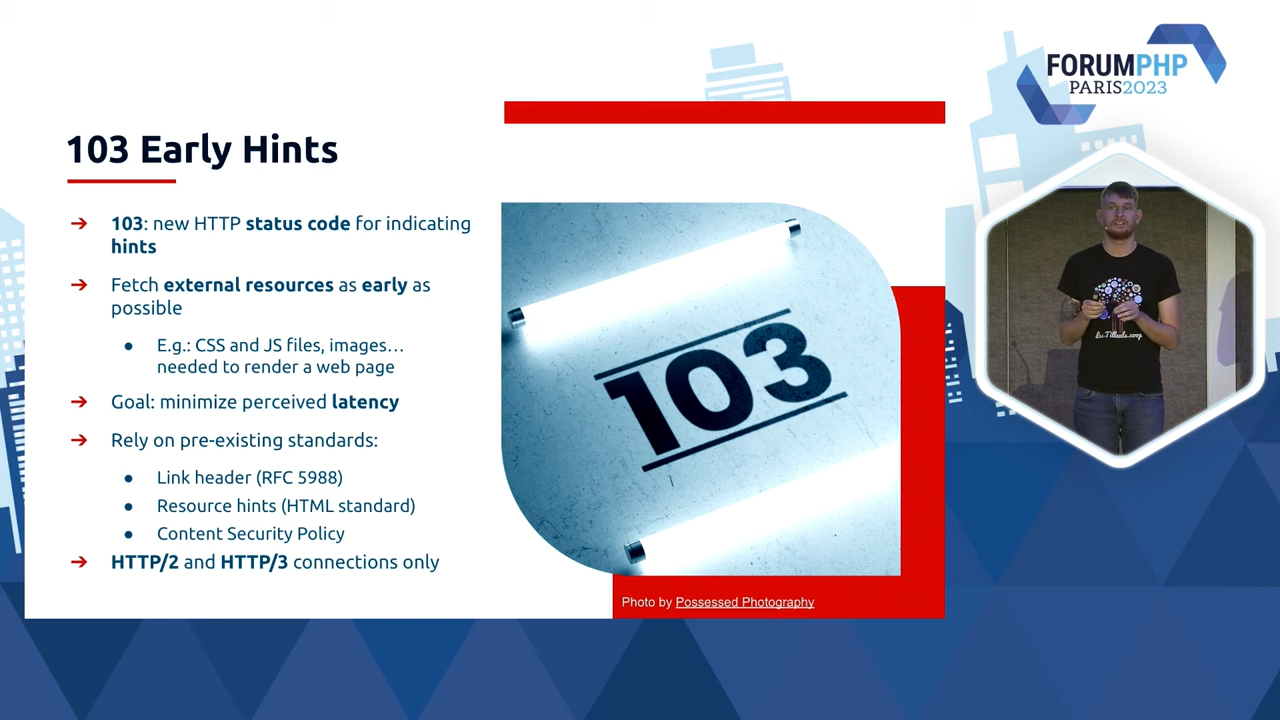 FORUMPHP
PARIS2023
103 Early Hints
➔ 103: new HTTP status code for indicating
hints
➔ Fetch external resources as early as
possible
● E.g.: CSS and JS files, images…
needed to render a web page
➔ Goal: minimize perceived latency
➔ Rely on pre-existing standards:
● Link header (RFC 5988)
● Resource hints (HTML standard)
● Content Security Policy
➔ HTTP/2 and HTTP/3 connections only
103
Photo by Possessed Photography
Les-Tilleuls.coop